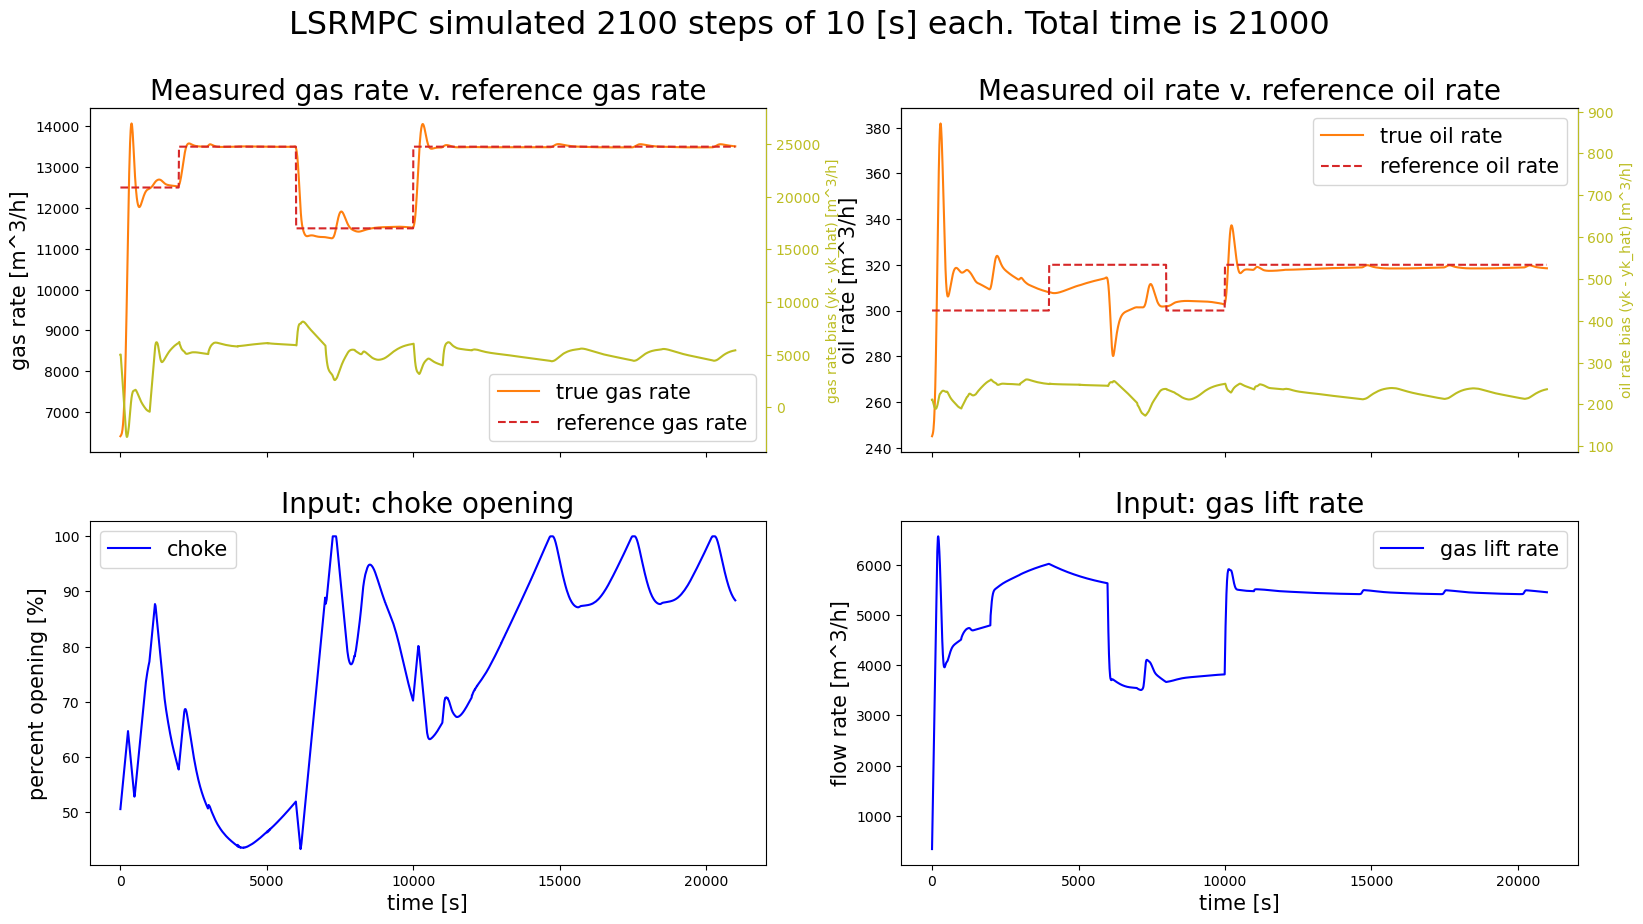 LSRMPC simulated 2100 steps of 10 [s] each. Total time is 21000
Measured gas rate v. reference gas rate
gas rate [m^3/h]
14000
13000
12000
11000
10000
9000
8000
7000
true gas rate
reference gas rate
25000
20000
15000
10000
5000
0
gas rate bias (yk - yk_hat) [m^3/h]
Measured oil rate v. reference oil rate
oil rate [m^3/h]
380
360
340
320
300
280
260
240
true oil rate
reference oil rate
900
800
700
600
500
400
300
200
100
oil rate bias (yk - yk_hat) [m^3/h]
Input: choke opening
percent opening [%]
100
90
80
70
60
50
choke
0
5000
10000
15000
20000
time [s]
Input: gas lift rate
flow rate [m^3/h]
6000
5000
4000
3000
2000
1000
gas lift rate
0
5000
10000
15000
20000
time [s]